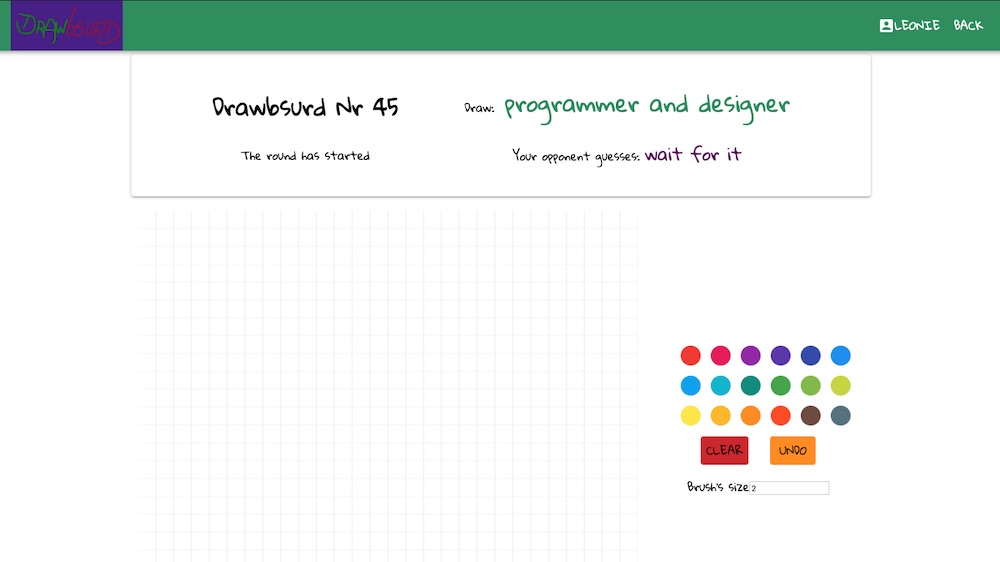 DRAWbsURD
LEONIE BACK
Drawbsurd Nr 45
Draw: programmer and designer
The round has started
Your opponent guesses: wait for it
CLEAR UNDO
Brush's size 2